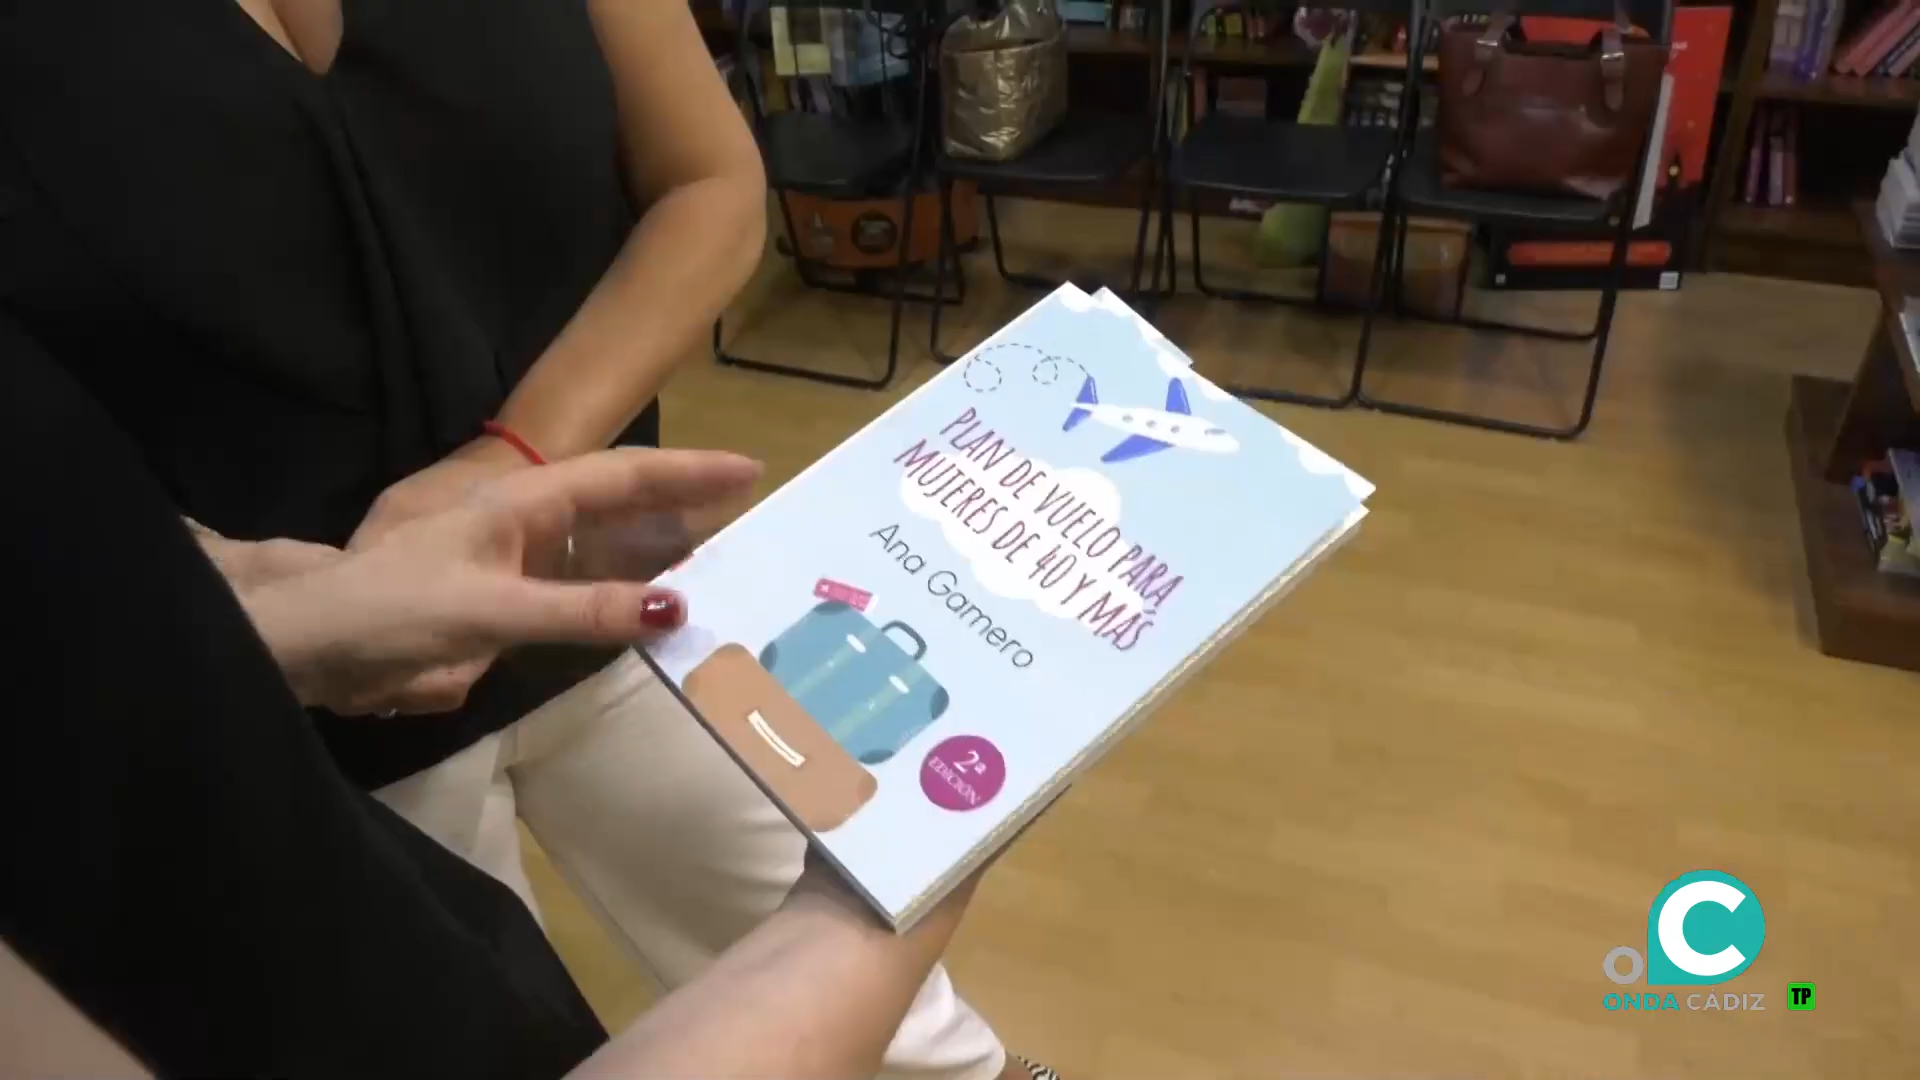 PLAN DE VUELO PARA
MUJERES DE 40 Y MÁS
Ana Gamero
2ª
EDICIÓN
ONDA CÁDIZ
TP